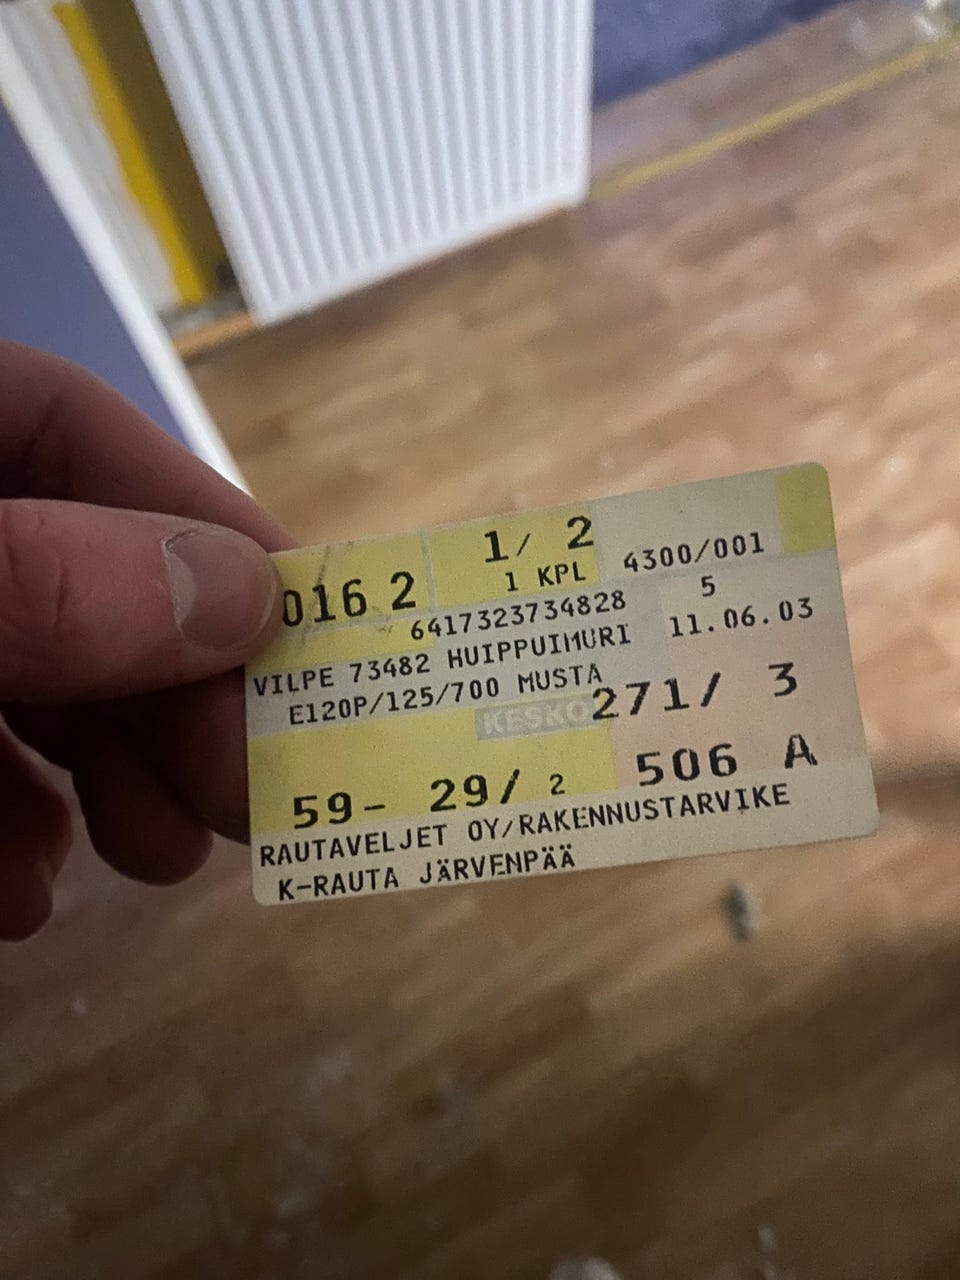 016 2
1/ 2
1 KPL
4300/001
6417323734828
5
VILPE 73482 HUIPPUIMURI
11.06.03
E120P/125/700 MUSTA
KESKO
271/ 3
59- 29/ 2
506 A
RAUTAVELJET OY/RAKENNUSTARVIKE
K-RAUTA JÄRVENPÄÄ